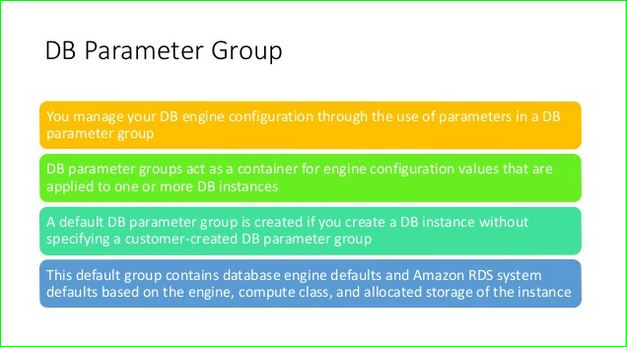 DB Parameter Group
You manage your DB engine configuration through the use of parameters in a DB
parameter group
DB parameter groups act as a container for engine configuration values that are
applied to one or more DB instances
A default DB parameter group is created if you create a DB instance without
specifying a customer-created DB parameter group
This default group contains database engine defaults and Amazon RDS system
defaults based on the engine, compute class, and allocated storage of the instance